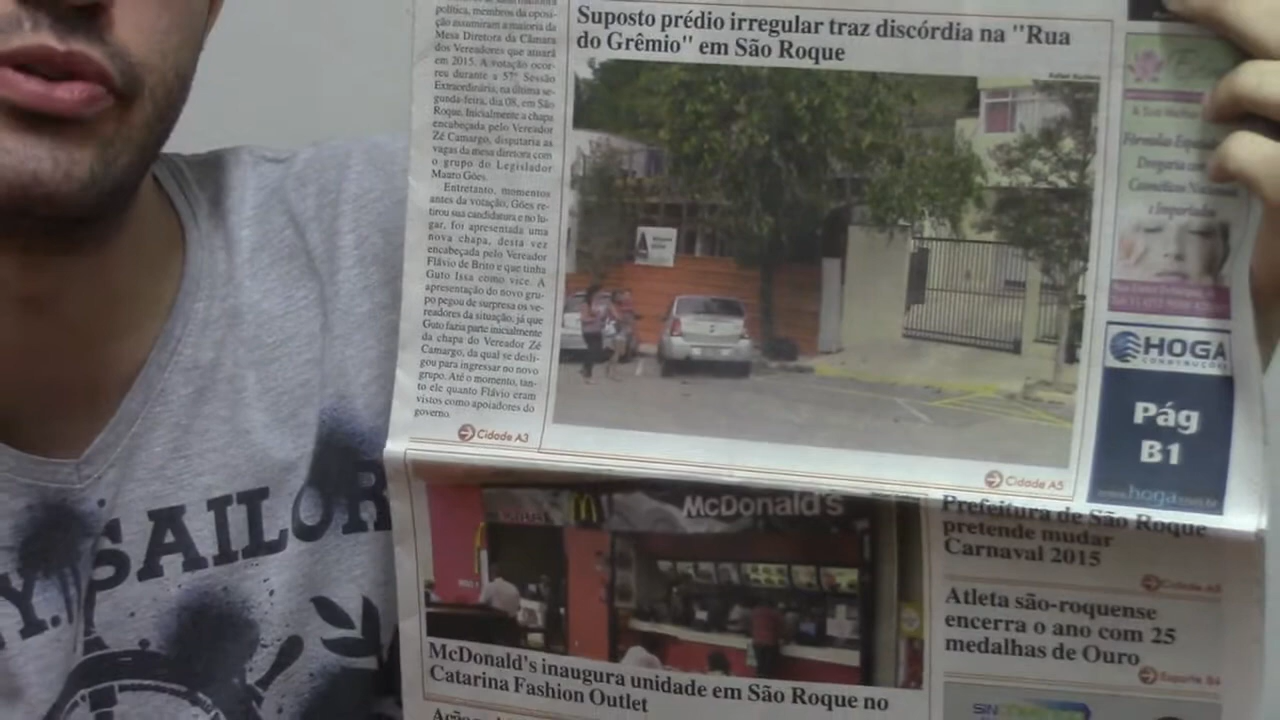 política, membros da oposi-
ção assumiram a maioria da
Mesa Diretora da Câmara
dos Vereadores que atuará
em 2015. A votação ocor-
reu durante a 57ª Sessão
Extraordinária, na última se-
gunda-feira, dia 08, em São
Roque. Inicialmente a chapa
encabeçada pelo Vereador
Zé Camargo, disputaria as
vagas da mesa diretora com
o grupo do Legislador
Mauro Góes.
Entretanto, momentos
antes da votação, Góes re-
tirou sua candidatura e no lu-
gar, foi apresentada uma
nova chapa, desta vez
encabeçada pelo Vereador
Flávio de Brito e que tinha
Guto Issa como vice. A
apresentação do novo gru-
po pegou de surpresa os ve-
readores da situação, já que
Guto fazia parte inicialmente
da chapa do Vereador Zé
Camargo, da qual se desli-
gou para ingressar no novo
grupo. Até o momento, tan-
to ele quanto Flávio eram
vistos como apoiadores do
governo.
Cidade A3
Suposto prédio irregular traz discórdia na "Rua
do Grêmio" em São Roque
Cidade A5
HOGA
CONSTRUÇÕES
Pág
B1
www.hoga.com.br
McDonald's
McDonald's inaugura unidade em São Roque no
Catarina Fashion Outlet
Prefeitura de São Roque
pretende mudar
Carnaval 2015
Atleta são-roquense
encerra o ano com 25
medalhas de Ouro
Esporte B4
Y. SAILOR